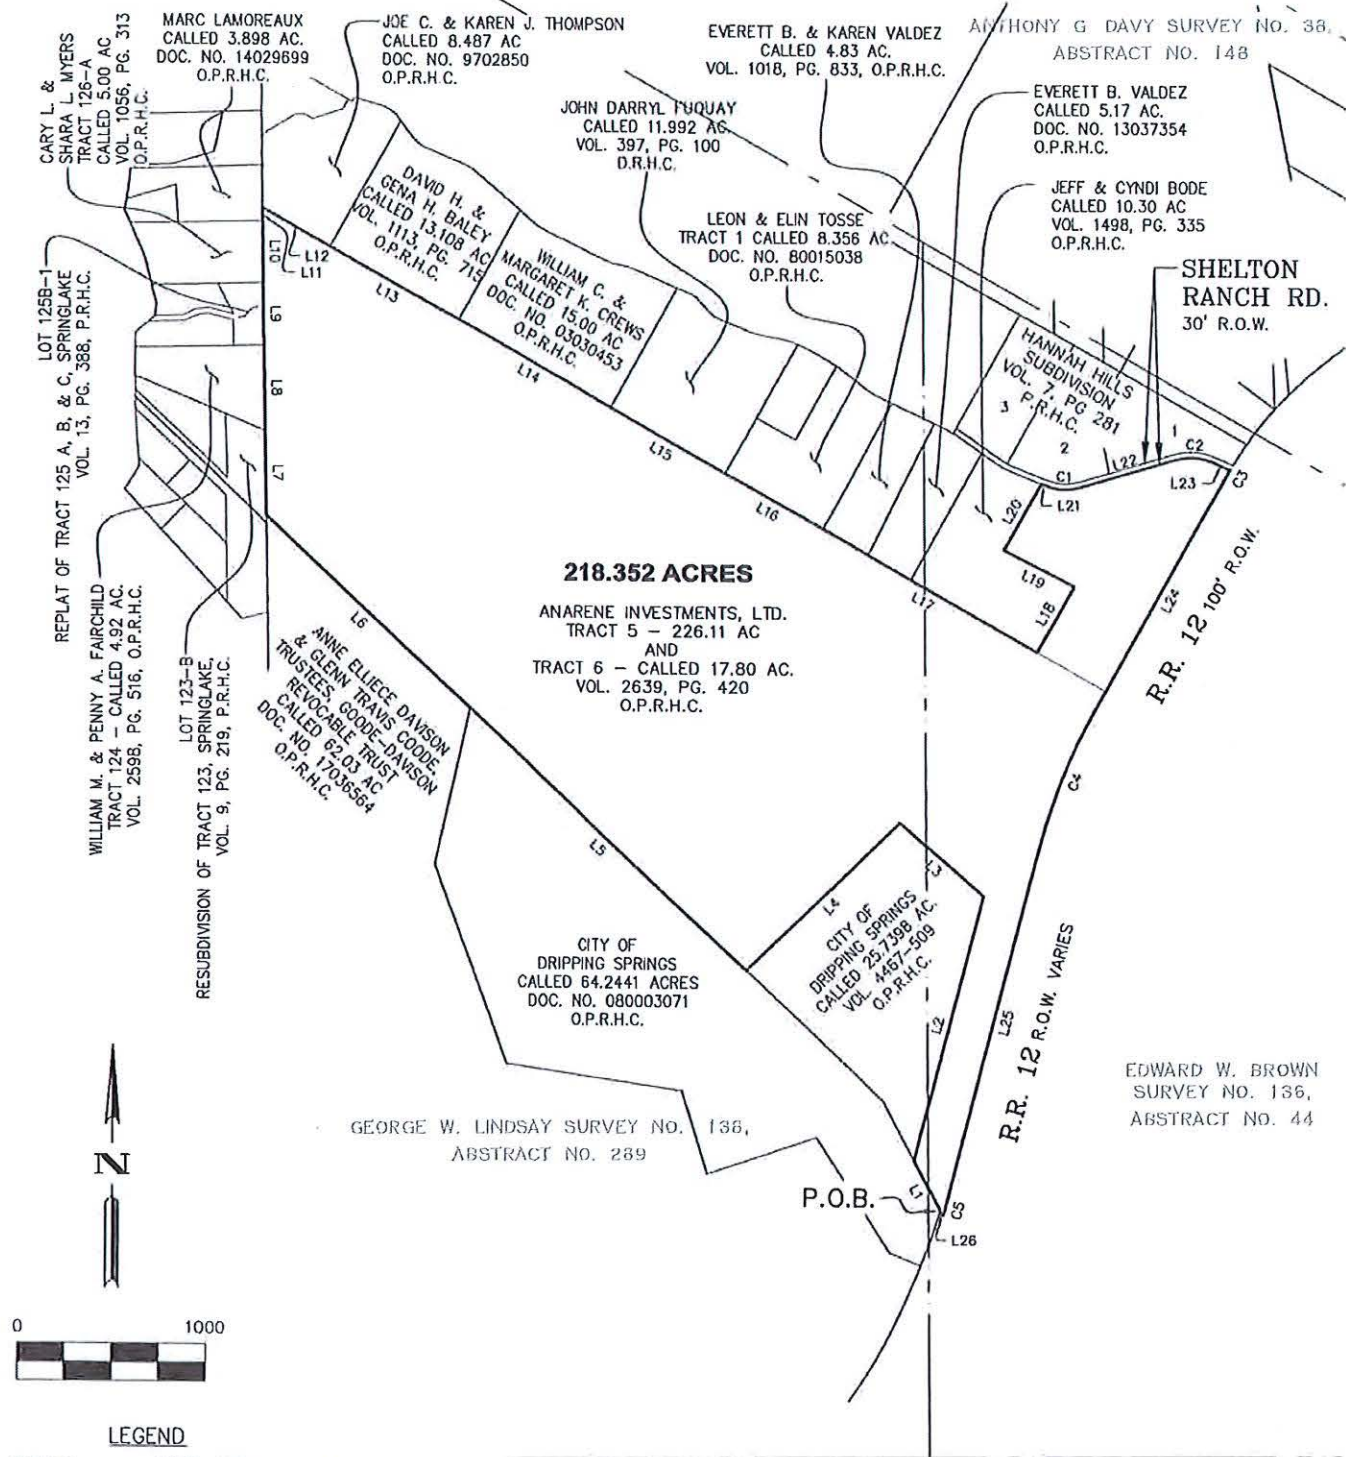 MARC LAMOREAUX
CALLED 3.898 AC.
DOC. NO. 14029699
O.P.R.H.C.
JOE C. & KAREN J. THOMPSON
CALLED 8.487 AC
DOC. NO. 9702850
O.P.R.H.C.
EVERETT B. & KAREN VALDEZ
CALLED 4.83 AC.
VOL. 1018, PG. 833, O.P.R.H.C.
ANTHONY G DAVY SURVEY No. 38,
ABSTRACT NO. 148
CARY L. &
SHARA L. MYERS
TRACT 126-A
CALLED 5.00 AC
VOL. 1056, PG. 313
O.P.R.H.C.
JOHN DARRYL FUQUAY
CALLED 11.992 AC.
VOL. 397, PG. 100
D.R.H.C.
EVERETT B. VALDEZ
CALLED 5.17 AC.
DOC. NO. 13037354
O.P.R.H.C.
JEFF & CYNDI BODE
CALLED 10.30 AC
VOL. 1498, PG. 335
O.P.R.H.C.
DAVID H. &
GENA H. BALEY
CALLED 13.108 AC
VOL. 1113, PG. 715
O.P.R.H.C.
WILLIAM C. &
MARGARET K. CREWS
CALLED 15.00 AC
DOC. NO. 03030453
O.P.R.H.C.
LEON & ELIN TOSSE
TRACT 1 CALLED 8.356 AC.
DOC. NO. 80015038
O.P.R.H.C.
SHELTON
RANCH RD.
30' R.O.W.
HANNAH HILLS
SUBDIVISION
VOL. 7, PG 281
P.R.H.C.
3
2
1
LOT 125B-1
REPLAT OF TRACT 125 A, B, & C, SPRINGLAKE
VOL. 13, PG. 388, P.R.H.C.
L10
L12
L11
L13
L9
L14
L8
L15
L7
L16
C1
L22
C2
L23
C3
L21
L20
L19
L18
L17
L24
218.352 ACRES
ANARENE INVESTMENTS, LTD.
TRACT 5 - 226.11 AC
AND
TRACT 6 - CALLED 17.80 AC.
VOL. 2639, PG. 420
O.P.R.H.C.
R.R. 12 100' R.O.W.
WILLIAM M. & PENNY A. FAIRCHILD
TRACT 124 - CALLED 4.92 AC.
VOL. 2598, PG. 516, O.P.R.H.C.
LOT 123-B
RESUBDIVISION OF TRACT 123, SPRINGLAKE,
VOL. 9, PG. 219, P.R.H.C.
L6
ANNE ELLIECE DAVISON
& GLENN TRAVIS COODE,
TRUSTEES, GOODE-DAVISON
REVOCABLE TRUST
CALLED 62.03 AC
DOC. NO. 17036564
O.P.R.H.C.
C4
L5
L3
L4
CITY OF
DRIPPING SPRINGS
CALLED 25.7398 AC.
VOL. 4467-509
O.P.R.H.C.
CITY OF
DRIPPING SPRINGS
CALLED 64.2441 ACRES
DOC. NO. 080003071
O.P.R.H.C.
L2
L25
R.R. 12 R.O.W. VARIES
EDWARD W. BROWN
SURVEY NO. 136,
ABSTRACT NO. 44
GEORGE W. LINDSAY SURVEY NO. 138,
ABSTRACT NO. 289
N
P.O.B.
L1
C5
L26
0 1000
LEGEND